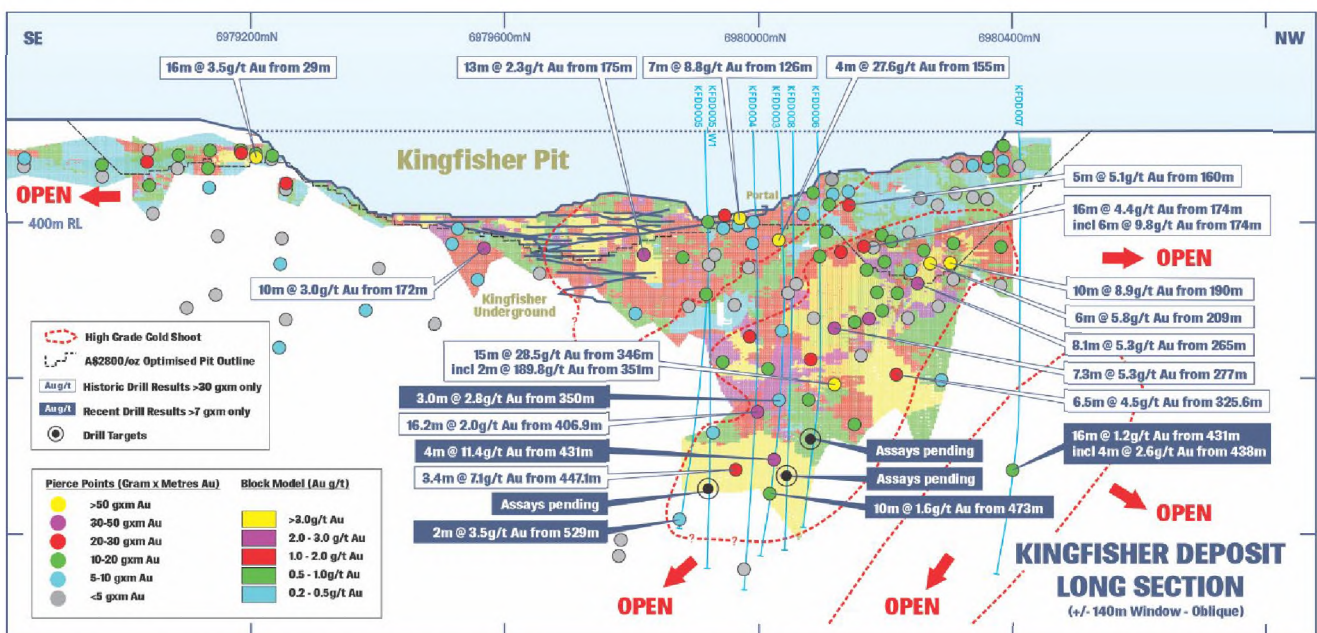 SE
6979200mN
6979600mN
6980000mN
6980400mN
NW
16m @ 3.5g/t Au from 29m
13m @ 2.3g/t Au from 175m
7m @ 8.8g/t Au from 126m
4m @ 27.6g/t Au from 155m
KFDD005
KFDD005_W1
KFDD004
KFDD003
KFDD008
KFDD006
KFDD007
Kingfisher Pit
Portal
OPEN
400m RL
5m @ 5.1g/t Au from 160m
16m @ 4.4g/t Au from 174m
incl 6m @ 9.8g/t Au from 174m
OPEN
10m @ 3.0g/t Au from 172m
Kingfisher
Underground
10m @ 8.9g/t Au from 190m
6m @ 5.8g/t Au from 209m
8.1m @ 5.3g/t Au from 265m
7.3m @ 5.3g/t Au from 277m
6.5m @ 4.5g/t Au from 325.6m
?
15m @ 28.5g/t Au from 346m
incl 2m @ 189.8g/t Au from 351m
3.0m @ 2.8g/t Au from 350m
16.2m @ 2.0g/t Au from 406.9m
4m @ 11.4g/t Au from 431m
3.4m @ 7.1g/t Au from 447.1m
Assays pending
2m @ 3.5g/t Au from 529m
Assays pending
Assays pending
10m @ 1.6g/t Au from 473m
16m @ 1.2g/t Au from 431m
incl 4m @ 2.6g/t Au from 438m
? ?
OPEN
OPEN
OPEN
High Grade Gold Shoot
A$2800/oz Optimised Pit Outline
Au g/t Historic Drill Results >30 gxm only
Au g/t Recent Drill Results >7 gxm only
Drill Targets
Pierce Points (Gram x Metres Au)
>50 gxm Au
30-50 gxm Au
20-30 gxm Au
10-20 gxm Au
5-10 gxm Au
<5 gxm Au
Block Model (Au g/t)
>3.0g/t Au
2.0 - 3.0 g/t Au
1.0 - 2.0 g/t Au
0.5 - 1.0g/t Au
0.2 - 0.5g/t Au
KINGFISHER DEPOSIT
LONG SECTION
(+/- 140m Window - Oblique)